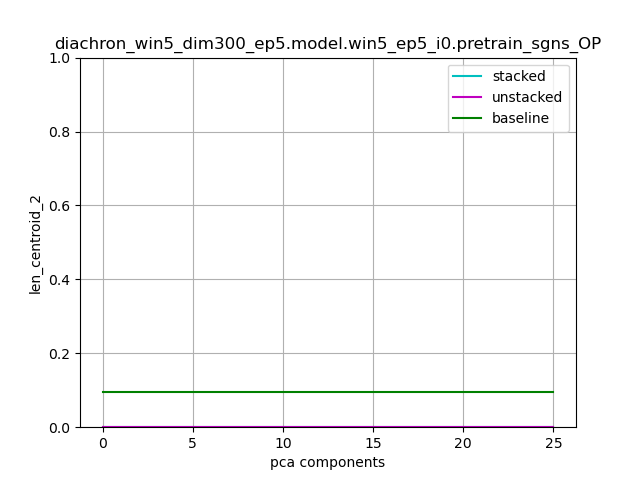 diachron_win5_dim300_ep5.model.win5_ep5_i0.pretrain_sgns_OP
stacked
unstacked
baseline
len_centroid_2
1.0
0.8
0.6
0.4
0.2
0.0
0 5 10 15 20 25
pca components